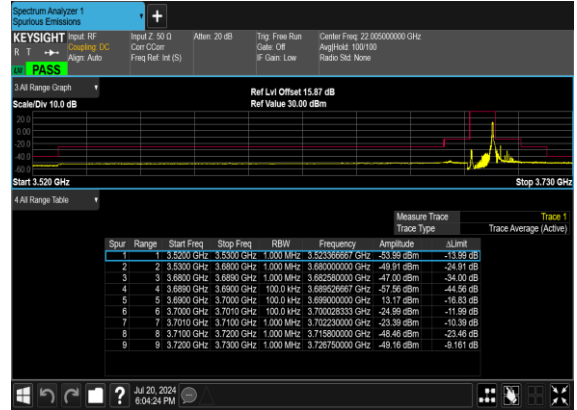 Spectrum Analyzer 1
Spurious Emissions
KEYSIGHT Input: RF Input Z: 50 Ω Atten: 20 dB Trig: Free Run Center Freq: 22.005000000 GHz
R T Coupling: DC Corr CCorr Gate: Off Avg|Hold: 100/100
Align: Auto Freq Ref: Int (S) IF Gain: Low Radio Std: None
PASS
3 All Range Graph
Ref Lvl Offset 15.87 dB
Scale/Div 10.0 dB Ref Value 30.00 dBm
20.0
0.00
-20.0
-40.0
-60.0
Start 3.520 GHz Stop 3.730 GHz
4 All Range Table
Measure Trace Trace 1
Trace Type Trace Average (Active)
Spur Range Start Freq Stop Freq RBW Frequency Amplitude ΔLimit
1 1 3.5200 GHz 3.5300 GHz 1.000 MHz 3.523366667 GHz -53.99 dBm -13.99 dB
2 2 3.5300 GHz 3.6800 GHz 1.000 MHz 3.680000000 GHz -49.91 dBm -24.91 dB
3 3 3.6800 GHz 3.6890 GHz 1.000 MHz 3.682580000 GHz -47.00 dBm -34.00 dB
4 4 3.6890 GHz 3.6900 GHz 100.0 kHz 3.689526667 GHz -57.56 dBm -44.56 dB
5 5 3.6900 GHz 3.7000 GHz 100.0 kHz 3.699000000 GHz 13.17 dBm -16.83 dB
6 6 3.7000 GHz 3.7010 GHz 100.0 kHz 3.700028333 GHz -24.99 dBm -11.99 dB
7 7 3.7010 GHz 3.7100 GHz 1.000 MHz 3.702230000 GHz -23.39 dBm -10.39 dB
8 8 3.7100 GHz 3.7200 GHz 1.000 MHz 3.715800000 GHz -48.46 dBm -23.46 dB
9 9 3.7200 GHz 3.7300 GHz 1.000 MHz 3.726750000 GHz -49.16 dBm -9.161 dB
? Jul 20, 2024
6:04:24 PM